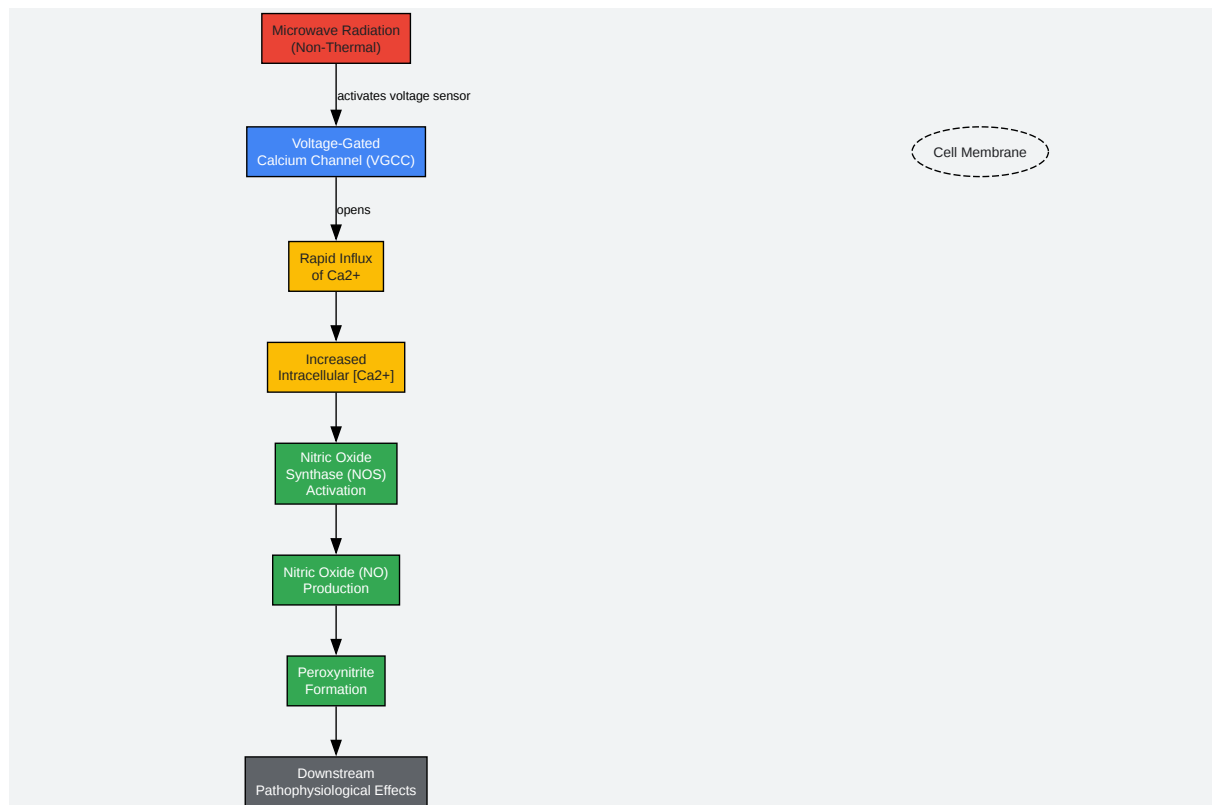 Microwave Radiation
(Non-Thermal)
activates voltage sensor
Voltage-Gated
Calcium Channel (VGCC)
Cell Membrane
opens
Rapid Influx
of Ca2+
Increased
Intracellular [Ca2+]
Nitric Oxide
Synthase (NOS)
Activation
Nitric Oxide (NO)
Production
Peroxynitrite
Formation
Downstream
Pathophysiological Effects